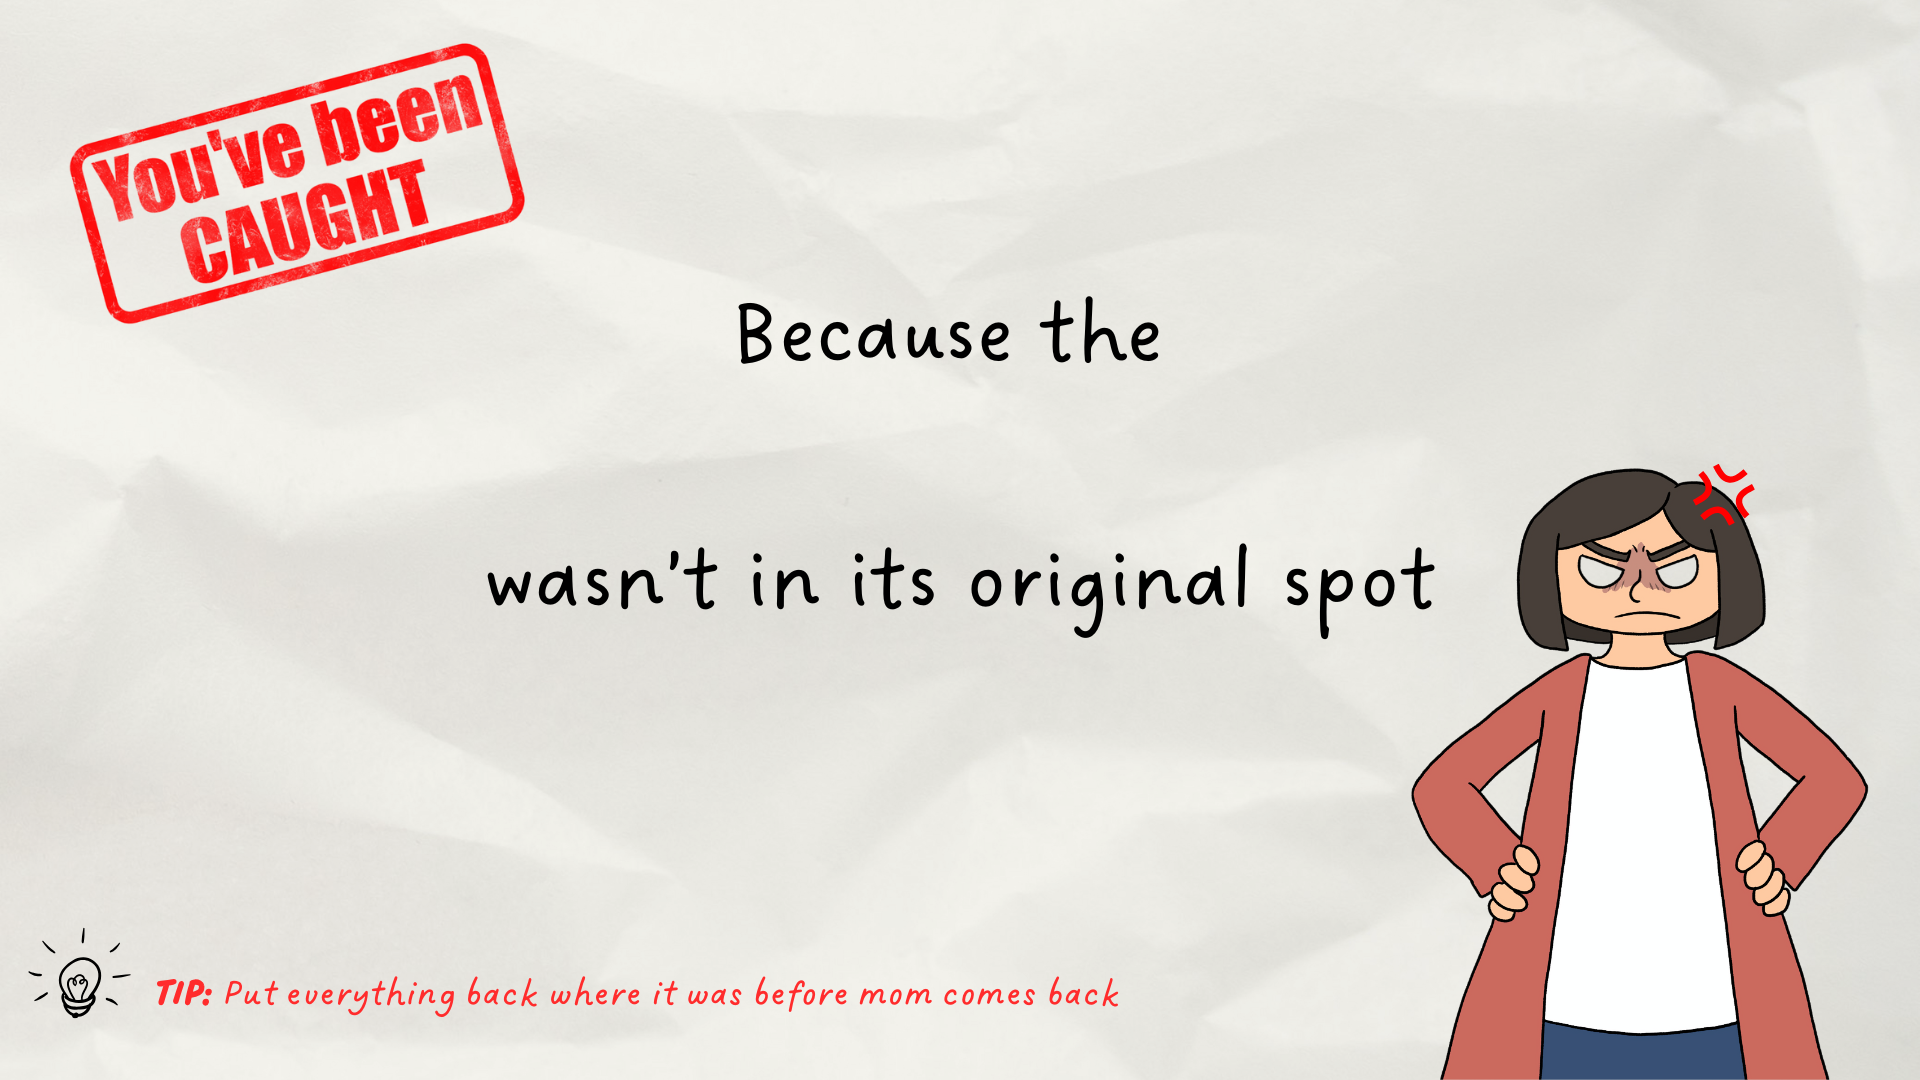 You've been
CAUGHT
Because the
wasn't in its original spot
TIP: Put everything back where it was before mom comes back